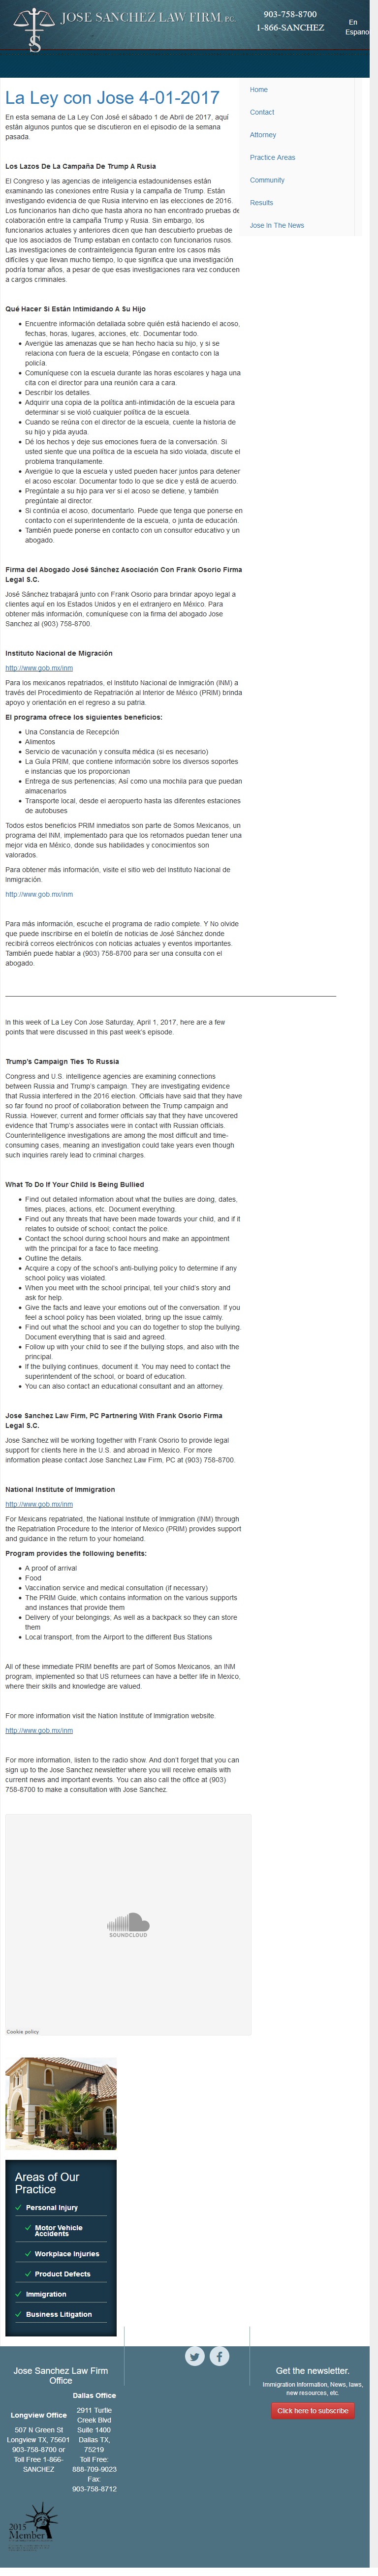 JOSE SANCHEZ LAW FIRM, P.C.
903-758-8700
1-866-SANCHEZ
En
Espano
Home
Contact
Attorney
Practice Areas
Community
Results
Jose In The News
La Ley con Jose 4-01-2017
En esta semana de La Ley Con José el sábado 1 de Abril de 2017, aquí
están algunos puntos que se discutieron en el episodio de la semana
pasada.
Los Lazos De La Campaña De Trump A Rusia
El Congreso y las agencias de inteligencia estadounidenses están
examinando las conexiones entre Rusia y la campaña de Trump. Están
investigando evidencia de que Rusia intervino en las elecciones de 2016.
Los funcionarios han dicho que hasta ahora no han encontrado pruebas de
colaboración entre la campaña Trump y Rusia. Sin embargo, los
funcionarios actuales y anteriores dicen que han descubierto pruebas de
que los asociados de Trump estaban en contacto con funcionarios rusos.
Las investigaciones de contrainteligencia figuran entre los casos más
difíciles y que llevan mucho tiempo, lo que significa que una investigación
podría tomar años, a pesar de que esas investigaciones rara vez conducen
a cargos criminales.
Qué Hacer Si Están Intimidando A Su Hijo
Encuentre información detallada sobre quién está haciendo el acoso,
fechas, horas, lugares, acciones, etc. Documentar todo.
Averigüe las amenazas que se han hecho hacia su hijo, y si se
relaciona con fuera de la escuela; Póngase en contacto con la
policía.
Comuníquese con la escuela durante las horas escolares y haga una
cita con el director para una reunión cara a cara.
Describir los detalles.
Adquirir una copia de la política anti-intimidación de la escuela para
determinar si se violó cualquier política de la escuela.
Cuando se reúna con el director de la escuela, cuente la historia de
su hijo y pida ayuda.
Dé los hechos y deje sus emociones fuera de la conversación. Si
usted siente que una política de la escuela ha sido violada, discute el
problema tranquilamente.
Averigüe lo que la escuela y usted pueden hacer juntos para detener
el acoso escolar. Documentar todo lo que se dice y está de acuerdo.
Pregúntale a su hijo para ver si el acoso se detiene, y también
pregúntale al director.
Si continúa el acoso, documentarlo. Puede que tenga que ponerse en
contacto con el superintendente de la escuela, o junta de educación.
También puede ponerse en contacto con un consultor educativo y un
abogado.
Firma del Abogado José Sánchez Asociación Con Frank Osorio Firma
Legal S.C.
José Sánchez trabajará junto con Frank Osorio para brindar apoyo legal a
clientes aquí en los Estados Unidos y en el extranjero en México. Para
obtener más información, comuníquese con la firma del abogado Jose
Sanchez al (903) 758-8700.
Instituto Nacional de Migración
http://www.gob.mx/inm
Para los mexicanos repatriados, el Instituto Nacional de Inmigración (INM) a
través del Procedimiento de Repatriación al Interior de México (PRIM) brinda
apoyo y orientación en el regreso a su patria.
El programa ofrece los siguientes beneficios:
Una Constancia de Recepción
Alimentos
Servicio de vacunación y consulta médica (si es necesario)
La Guía PRIM, que contiene información sobre los diversos soportes
e instancias que los proporcionan
Entrega de sus pertenencias; Así como una mochila para que puedan
almacenarlos
Transporte local, desde el aeropuerto hasta las diferentes estaciones
de autobuses
Todos estos beneficios PRIM inmediatos son parte de Somos Mexicanos, un
programa del INM, implementado para que los retornados puedan tener una
mejor vida en México, donde sus habilidades y conocimientos son
valorados.
Para obtener más información, visite el sitio web del Instituto Nacional de
Inmigración.
http://www.gob.mx/inm
Para más información, escuche el programa de radio complete. Y No olvide
que puede inscribirse en el boletín de noticias de José Sánchez donde
recibirá correos electrónicos con noticias actuales y eventos importantes.
También puede hablar a (903) 758-8700 para ser una consulta con el
abogado.
In this week of La Ley Con Jose Saturday, April 1, 2017, here are a few
points that were discussed in this past week's episode.
Trump's Campaign Ties To Russia
Congress and U.S. intelligence agencies are examining connections
between Russia and Trump's campaign. They are investigating evidence
that Russia interfered in the 2016 election. Officials have said that they have
so far found no proof of collaboration between the Trump campaign and
Russia. However, current and former officials say that they have uncovered
evidence that Trump's associates were in contact with Russian officials.
Counterintelligence investigations are among the most difficult and time-
consuming cases, meaning an investigation could take years even though
such inquiries rarely lead to criminal charges.
What To Do If Your Child Is Being Bullied
Find out detailed information about what the bullies are doing, dates,
times, places, actions, etc. Document everything.
Find out any threats that have been made towards your child, and if it
relates to outside of school; contact the police.
Contact the school during school hours and make an appointment
with the principal for a face to face meeting.
Outline the details.
Acquire a copy of the school's anti-bullying policy to determine if any
school policy was violated.
When you meet with the school principal, tell your child's story and
ask for help.
Give the facts and leave your emotions out of the conversation. If you
feel a school policy has been violated, bring up the issue calmly.
Find out what the school and you can do together to stop the bullying.
Document everything that is said and agreed.
Follow up with your child to see if the bullying stops, and also with the
principal.
If the bullying continues, document it. You may need to contact the
superintendent of the school, or board of education.
You can also contact an educational consultant and an attorney.
Jose Sanchez Law Firm, PC Partnering With Frank Osorio Firma
Legal S.C.
Jose Sanchez will be working together with Frank Osorio to provide legal
support for clients here in the U.S. and abroad in Mexico. For more
information please contact Jose Sanchez Law Firm, PC at (903) 758-8700.
National Institute of Immigration
http://www.gob.mx/inm
For Mexicans repatriated, the National Institute of Immigration (INM) through
the Repatriation Procedure to the Interior of Mexico (PRIM) provides support
and guidance in the return to your homeland.
Program provides the following benefits:
A proof of arrival
Food
Vaccination service and medical consultation (if necessary)
The PRIM Guide, which contains information on the various supports
and instances that provide them
Delivery of your belongings; As well as a backpack so they can store
them
Local transport, from the Airport to the different Bus Stations
All of these immediate PRIM benefits are part of Somos Mexicanos, an INM
program, implemented so that US returnees can have a better life in Mexico,
where their skills and knowledge are valued.
For more information visit the Nation Institute of Immigration website.
http://www.gob.mx/inm
For more information, listen to the radio show. And don't forget that you can
sign up to the Jose Sanchez newsletter where you will receive emails with
current news and important events. You can also call the office at (903)
758-8700 to make a consultation with Jose Sanchez.
SOUNDCLOUD
Cookie policy
Areas of Our
Practice
Personal Injury
Motor Vehicle
Accidents
Workplace Injuries
Product Defects
Immigration
Business Litigation
Jose Sanchez Law Firm
Office
Longview Office
507 N Green St
Longview TX, 75601
903-758-8700 or
Toll Free 1-866-
SANCHEZ
Dallas Office
2911 Turtle
Creek Blvd
Suite 1400
Dallas TX,
75219
Toll Free:
888-709-9023
Fax:
903-758-8712
Get the newsletter.
Immigration Information, News, laws,
new resources, etc.
Click here to subscribe
2015
Member